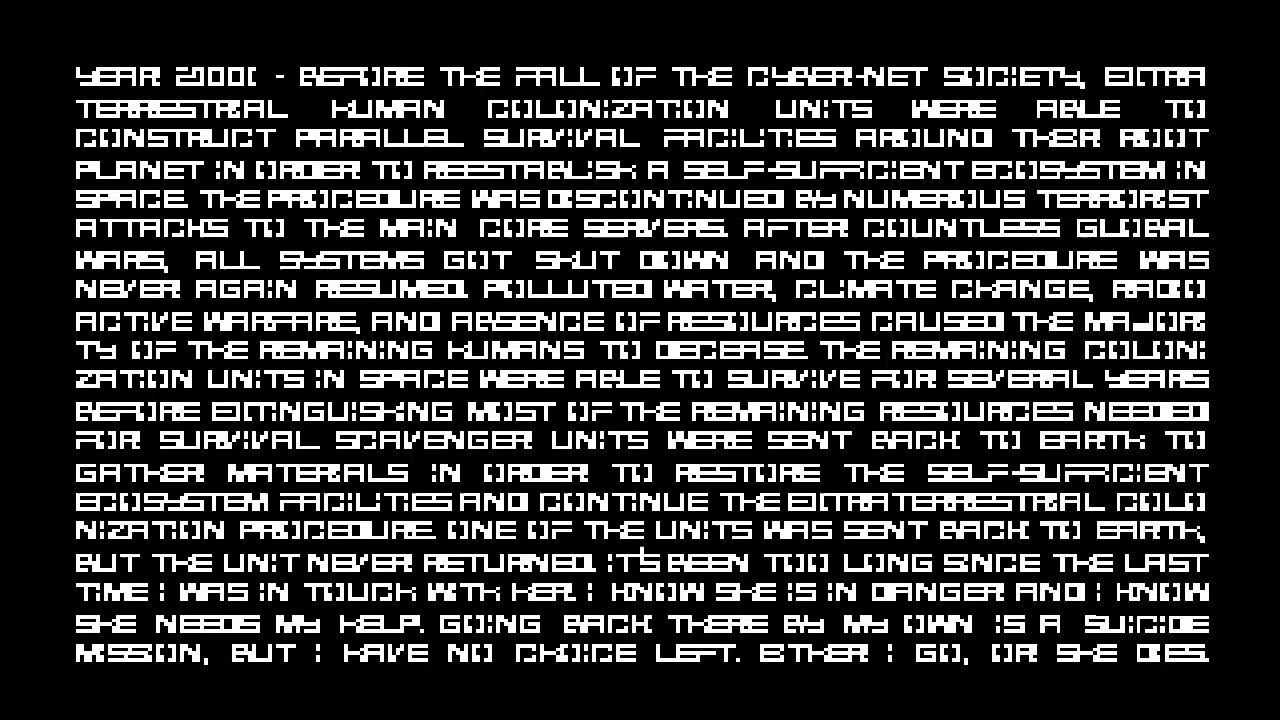 YEAR 21000 - BEFORE THE FALL OF THE CYBER-NET SOCIETY, EXTRA
TERRESTRIAL HUMAN COLONIZATION UNITS WERE ABLE TO
CONSTRUCT PARALLEL SURVIVAL FACILITIES AROUND THEIR ROOT
PLANET IN ORDER TO REESTABLISH A SELF-SUFFICIENT ECOSYSTEM IN
SPACE. THE PROCEDURE WAS DISCONTINUED BY NUMEROUS TERRORIST
ATTACKS TO THE MAIN CORE SERVERS. AFTER COUNTLESS GLOBAL
WARS, ALL SYSTEMS GOT SHUT DOWN AND THE PROCEDURE WAS
NEVER AGAIN RESUMED. POLLUTED WATER, CLIMATE CHANGE, RADIO
ACTIVE WARFARE, AND ABSENCE OF RESOURCES CAUSED THE MAJORI
TY OF THE REMAINING HUMANS TO DECEASE. THE REMAINING COLONI
ZATION UNITS IN SPACE WERE ABLE TO SURVIVE FOR SEVERAL YEARS
BEFORE EXTINGUISHING MOST OF THE REMAINING RESOURCES NEEDED
FOR SURVIVAL. SCAVENGER UNITS WERE SENT BACK TO EARTH TO
GATHER MATERIALS IN ORDER TO RESTORE THE SELF-SUFFICIENT
ECOSYSTEM FACILITIES AND CONTINUE THE EXTRATERRESTRIAL COLO
NIZATION PROCEDURE. ONE OF THE UNITS WAS SENT BACK TO EARTH,
BUT THE UNIT NEVER RETURNED. IT'S BEEN TOO LONG SINCE THE LAST
TIME I WAS IN TOUCH WITH HER. I KNOW SHE IS IN DANGER AND I KNOW
SHE NEEDS MY HELP. GOING BACK THERE BY MY OWN IS A SUICIDE
MISSION, BUT I HAVE NO CHOICE LEFT. EITHER I GO, OR SHE DIES.